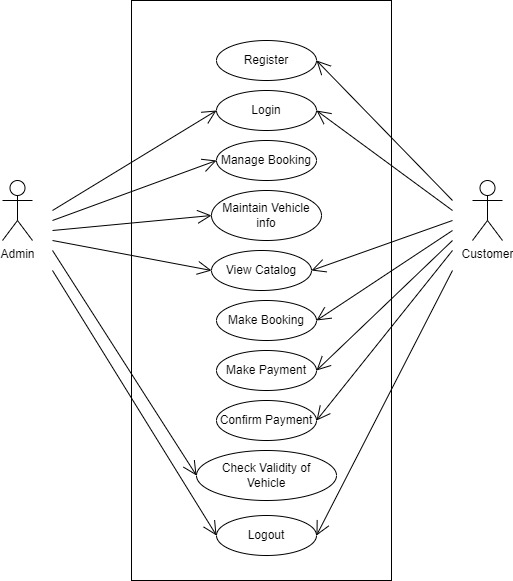 Register
Login
Manage Booking
Maintain Vehicle
info
Admin
Customer
View Catalog
Make Booking
Make Payment
Confirm Payment
Check Validity of
Vehicle
Logout